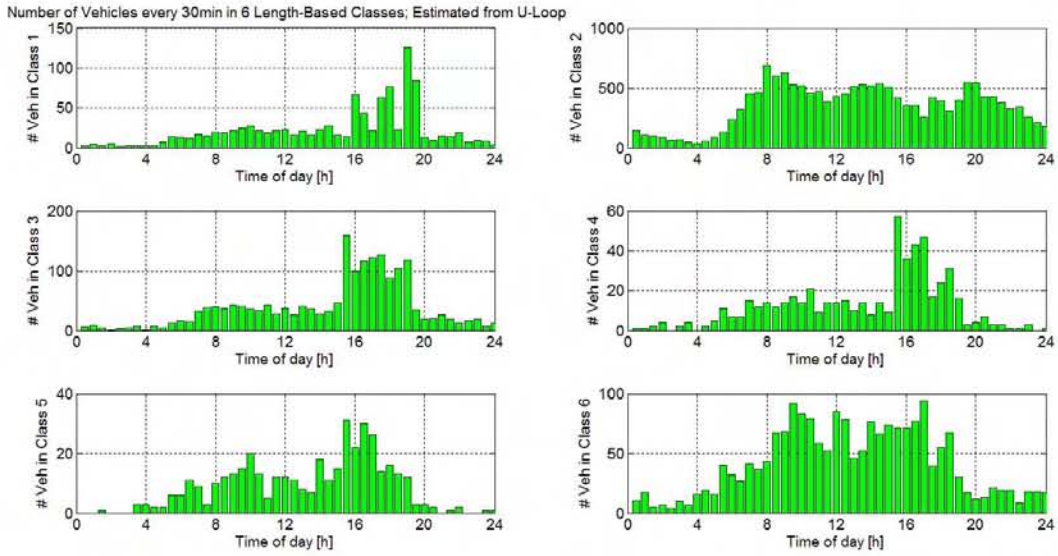 Number of Vehicles every 30min in 6 Length-Based Classes; Estimated from U-Loop
# Veh in Class 1
150
100
50
0
0 4 8 12 16 20 24
Time of day [h]
# Veh in Class 2
1000
500
0
0 4 8 12 16 20 24
Time of day [h]
# Veh in Class 3
200
100
0
0 4 8 12 16 20 24
Time of day [h]
# Veh in Class 4
60
40
20
0
0 4 8 12 16 20 24
Time of day [h]
# Veh in Class 5
40
20
0
0 4 8 12 16 20 24
Time of day [h]
# Veh in Class 6
100
50
0
0 4 8 12 16 20 24
Time of day [h]